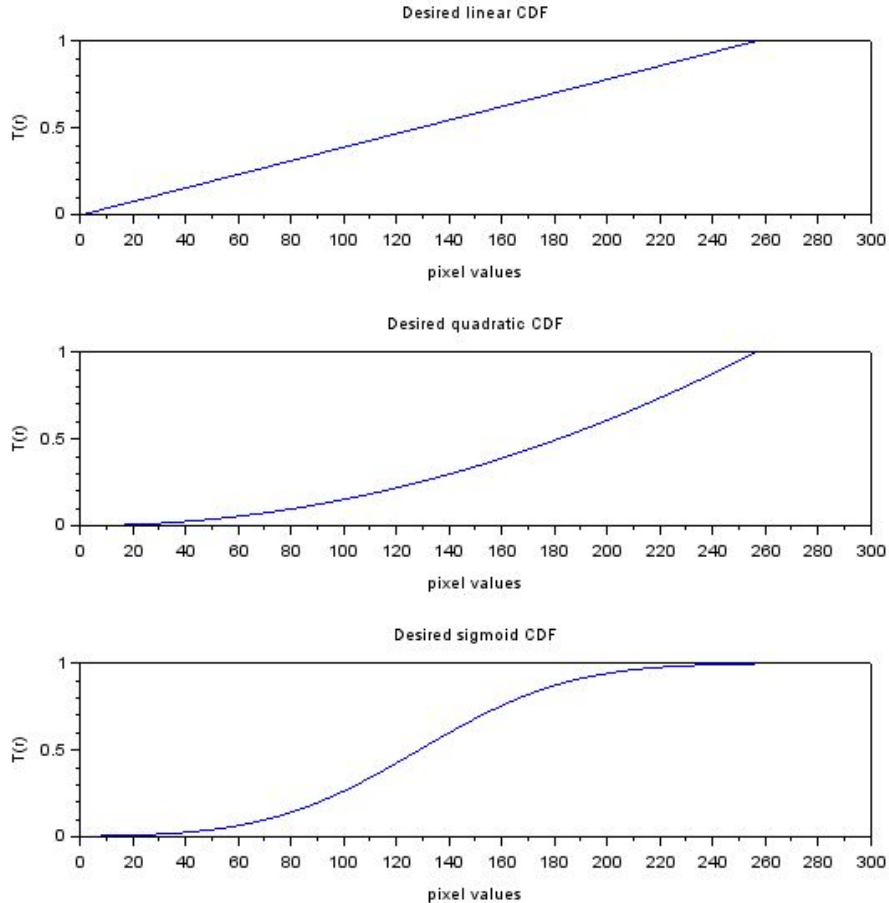 Desired linear CDF
1
0.5
0
T(r)
0 20 40 60 80 100 120 140 160 180 200 220 240 260 280 300
pixel values
Desired quadratic CDF
1
0.5
0
T(r)
0 20 40 60 80 100 120 140 160 180 200 220 240 260 280 300
pixel values
Desired sigmoid CDF
1
0.5
0
T(r)
0 20 40 60 80 100 120 140 160 180 200 220 240 260 280 300
pixel values